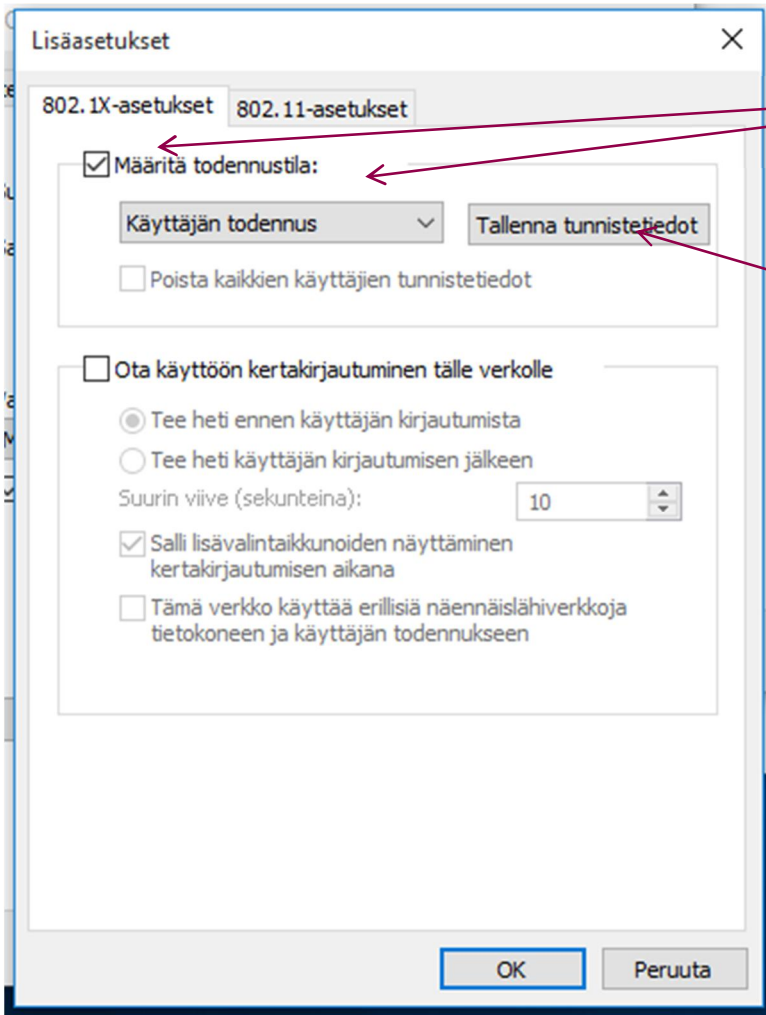 Lisäasetukset
802.1X-asetukset 802.11-asetukset
Määritä todennustila:
Käyttäjän todennus Tallenna tunnistetiedot
Poista kaikkien käyttäjien tunnistetiedot
Ota käyttöön kertakirjautuminen tälle verkolle
Tee heti ennen käyttäjän kirjautumista
Tee heti käyttäjän kirjautumisen jälkeen
Suurin viive (sekunteina): 10
Salli lisävalintaikkunoiden näyttäminen
kertakirjautumisen aikana
Tämä verkko käyttää erillisiä näennäislähiverkkoja
tietokoneen ja käyttäjän todennukseen
OK Peruuta